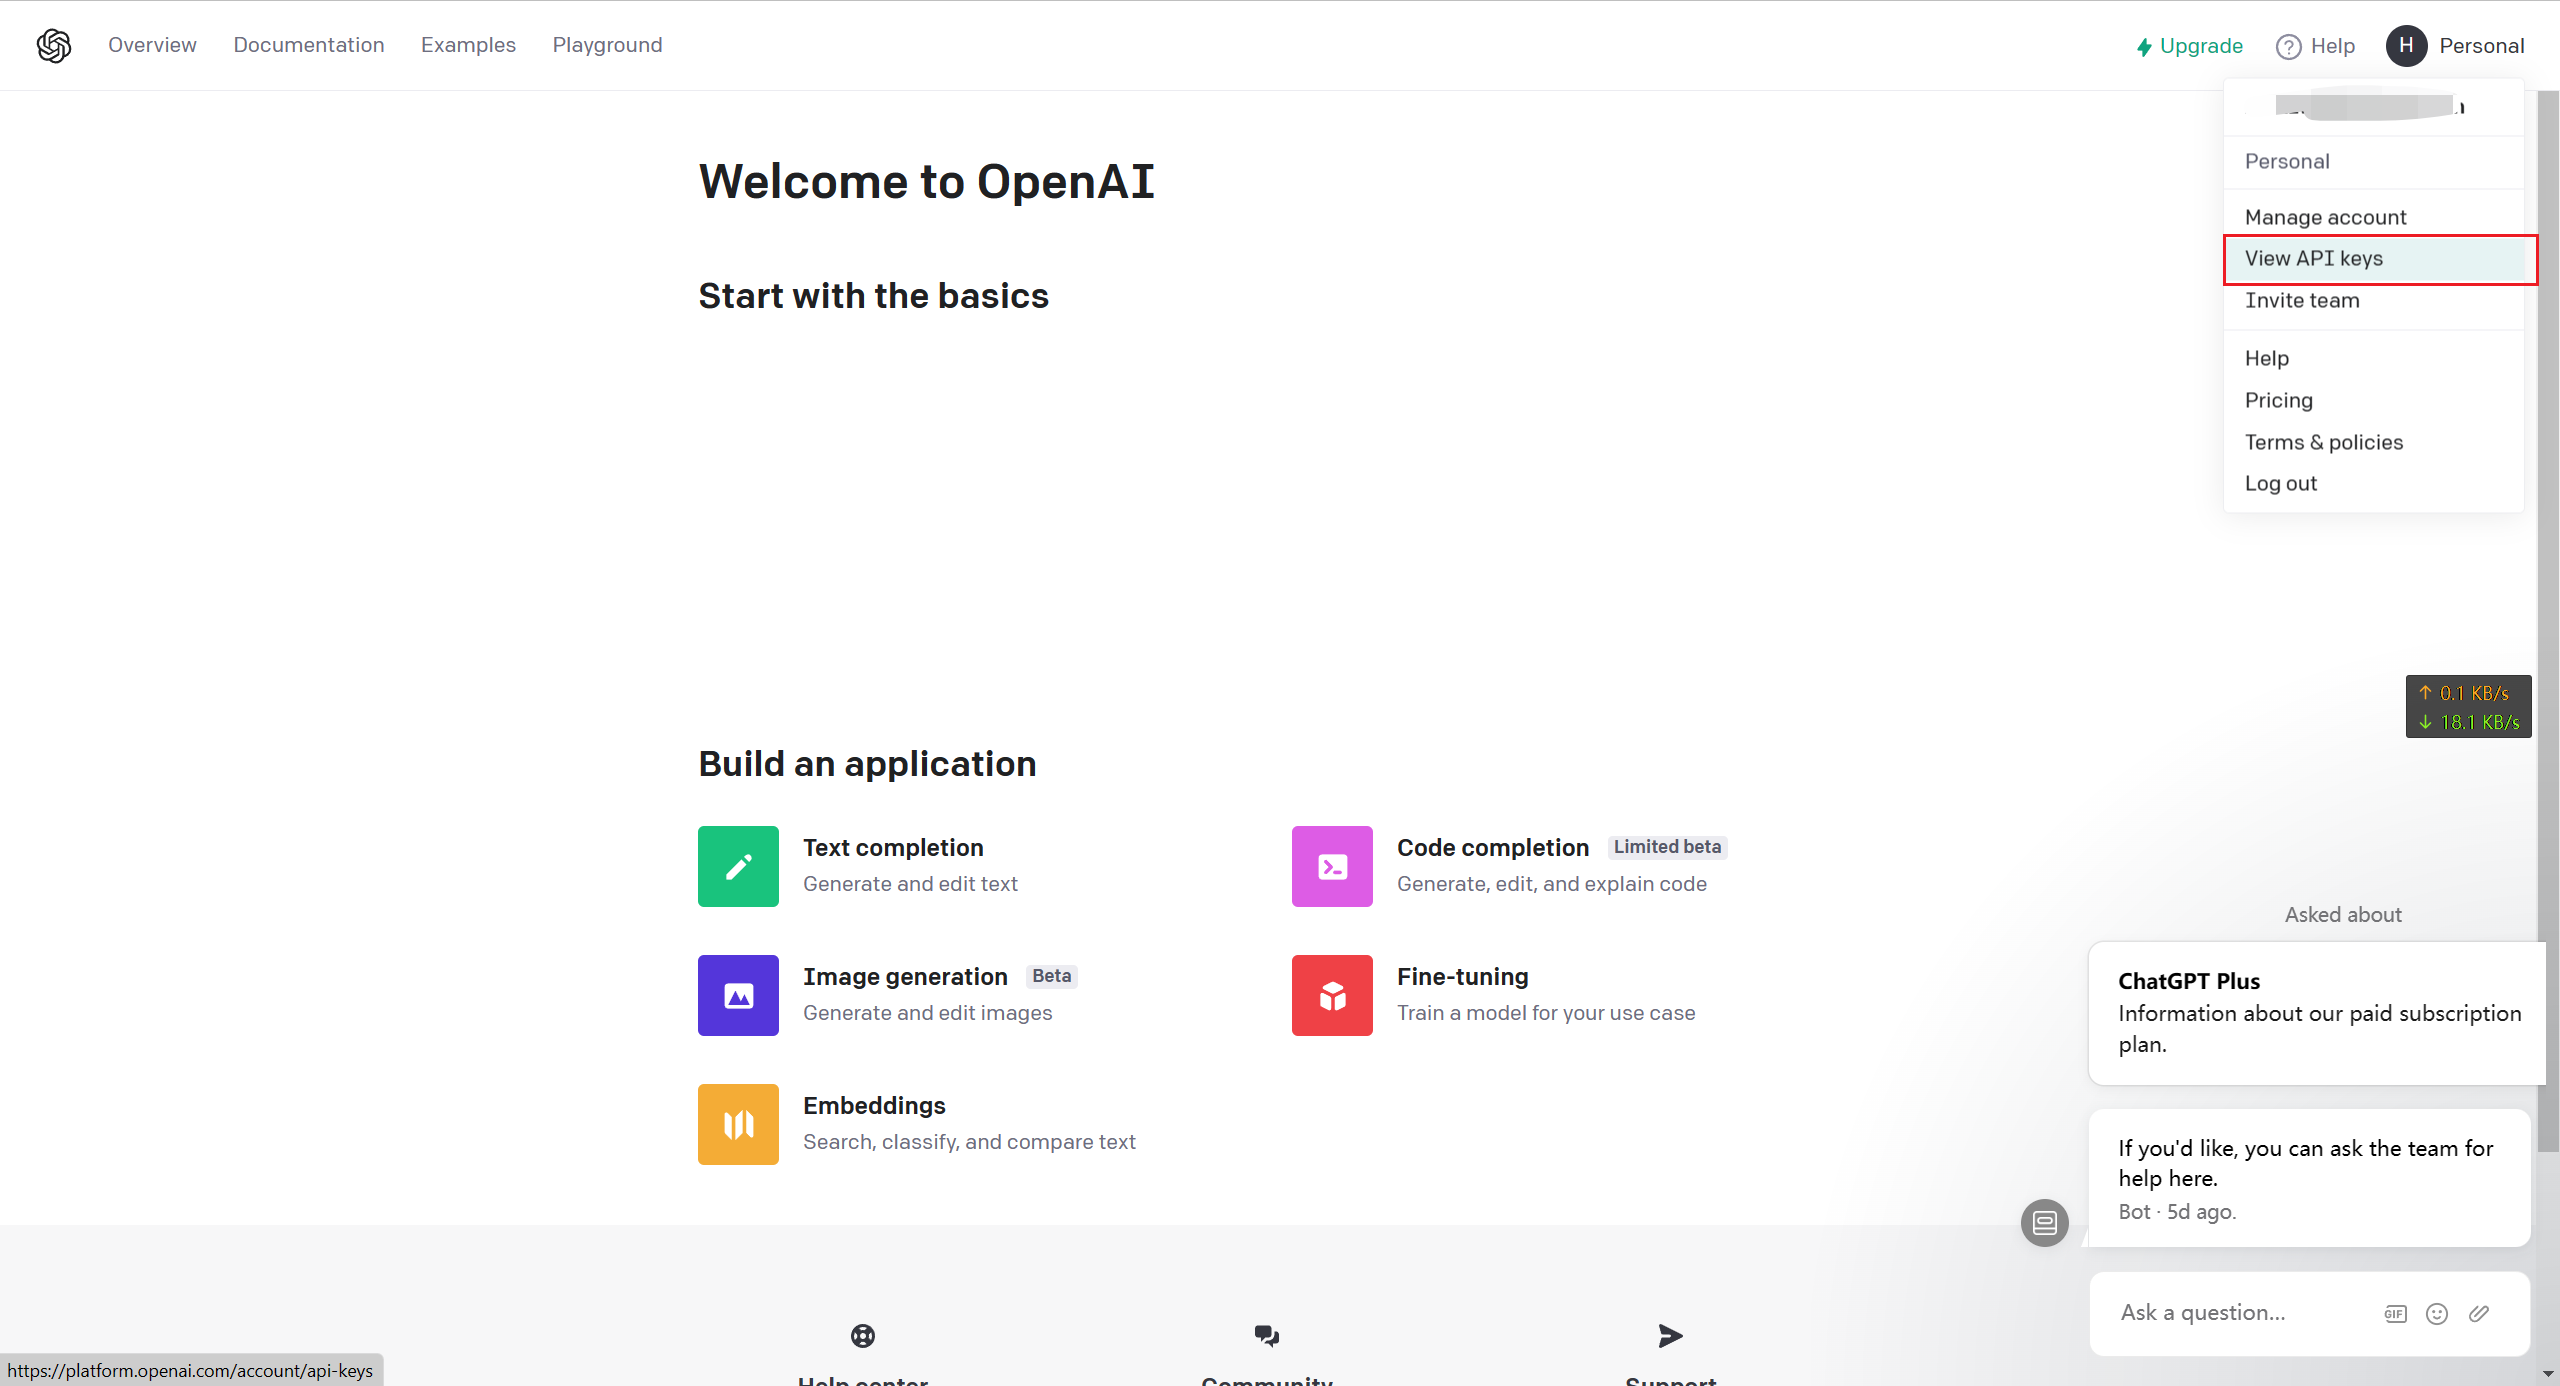 Overview
Documentation
Examples
Playground
Upgrade
Help
H
Personal
Personal
Manage account
View API keys
Invite team
Help
Pricing
Terms & policies
Log out
Welcome to OpenAI
Start with the basics
↑ 0.1 KB/s
↓ 18.1 KB/s
Build an application
Text completion
Generate and edit text
Code completion Limited beta
Generate, edit, and explain code
Image generation Beta
Generate and edit images
Fine-tuning
Train a model for your use case
Embeddings
Search, classify, and compare text
Asked about
ChatGPT Plus
Information about our paid subscription
plan.
If you'd like, you can ask the team for
help here.
Bot · 5d ago.
Ask a question...
GIF
Help center
Community
Support
https://platform.openai.com/account/api-keys